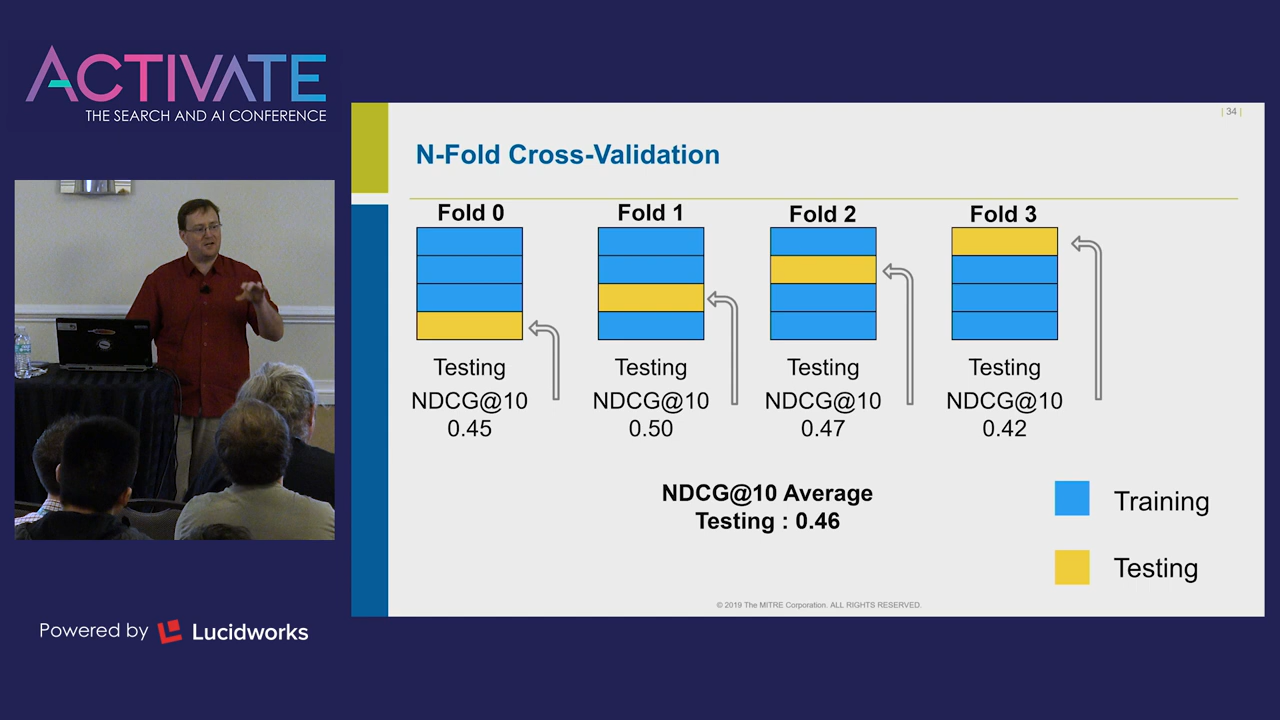 ACTIVATE
THE SEARCH AND AI CONFERENCE
| 34 |
N-Fold Cross-Validation
Fold 0
Fold 1
Fold 2
Fold 3
Testing
NDCG@10
0.45
Testing
NDCG@10
0.50
Testing
NDCG@10
0.47
Testing
NDCG@10
0.42
NDCG@10 Average
Testing : 0.46
Training
Testing
© 2019 The MITRE Corporation. ALL RIGHTS RESERVED.
Powered by Lucidworks